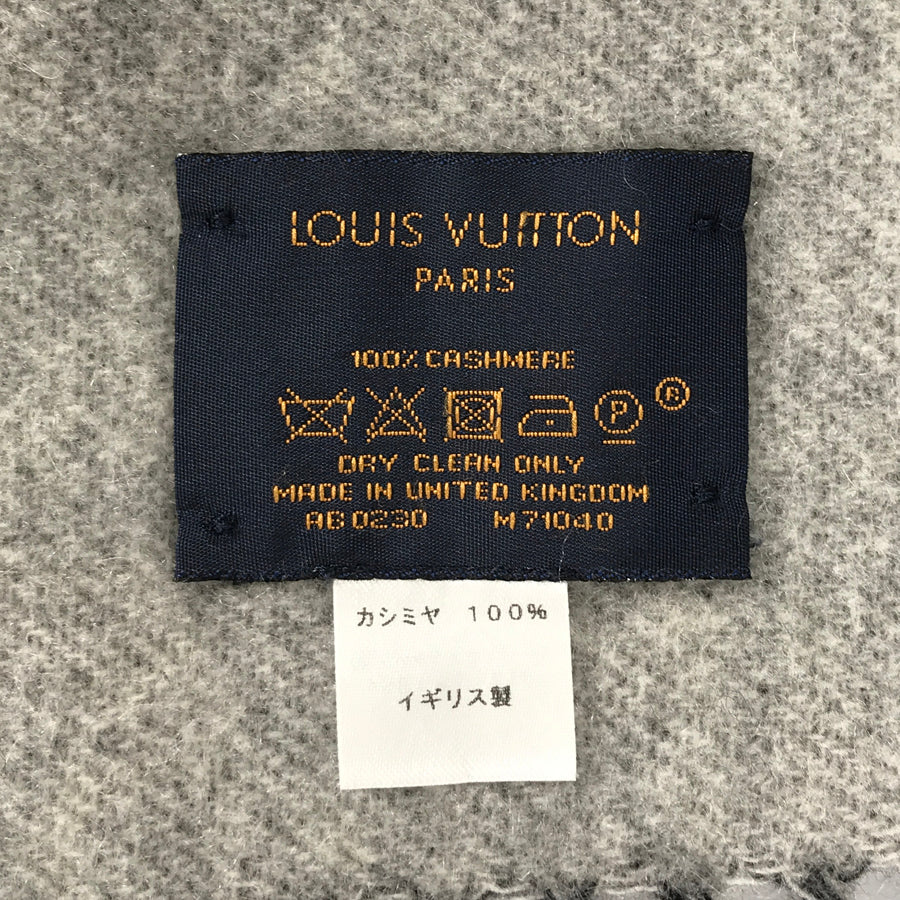 LOUIS VUITTON
PARIS
100% CASHMERE
P ®
DRY CLEAN ONLY
MADE IN UNITED KINGDOM
AB0230 M71040
カシミヤ 100%
イギリス製